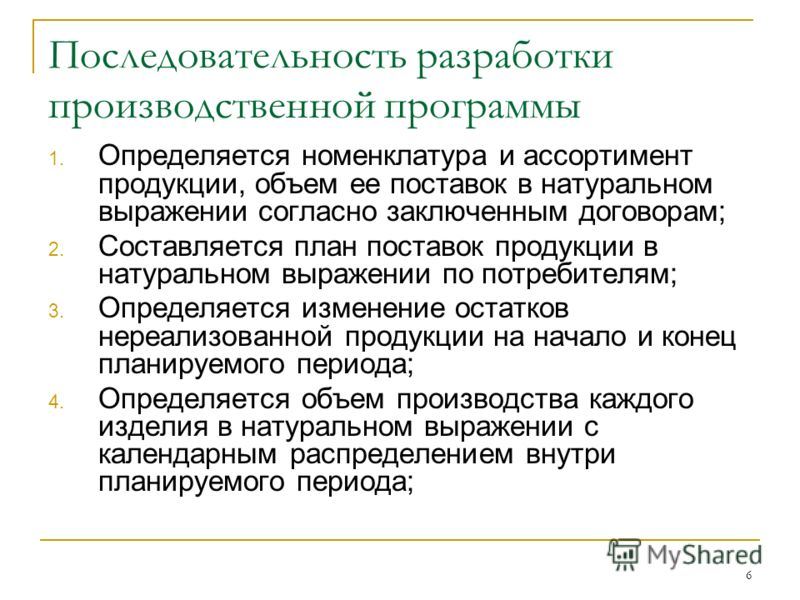 Последовательность разработки
производственной программы
1. Определяется номенклатура и ассортимент
продукции, объем ее поставок в натуральном
выражении согласно заключенным договорам;
2. Составляется план поставок продукции в
натуральном выражении по потребителям;
3. Определяется изменение остатков
нереализованной продукции на начало и конец
планируемого периода;
4. Определяется объем производства каждого
изделия в натуральном выражении с
календарным распределением внутри
планируемого периода;
MyShared
6